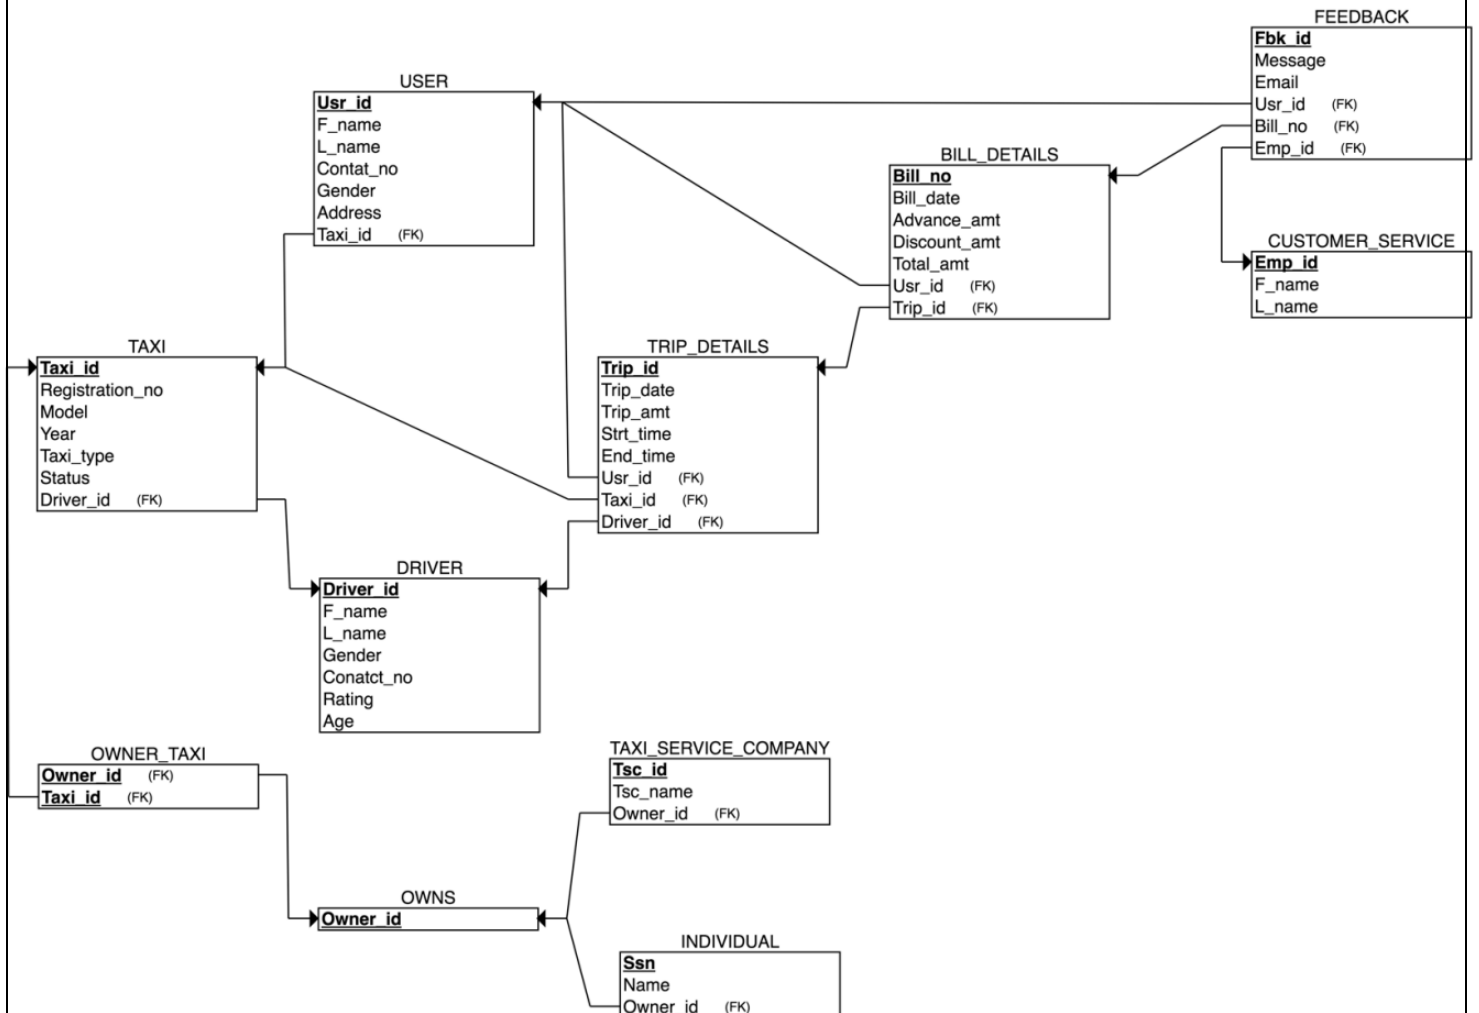 FEEDBACK
Fbk_id
Message
Email
Usr_id (FK)
Bill_no (FK)
Emp_id (FK)
USER
Usr_id
F_name
L_name
Contat_no
Gender
Address
Taxi_id (FK)
BILL_DETAILS
Bill_no
Bill_date
Advance_amt
Discount_amt
Total_amt
Usr_id (FK)
Trip_id (FK)
CUSTOMER_SERVICE
Emp_id
F_name
L_name
TAXI
Taxi_id
Registration_no
Model
Year
Taxi_type
Status
Driver_id (FK)
TRIP_DETAILS
Trip_id
Trip_date
Trip_amt
Strt_time
End_time
Usr_id (FK)
Taxi_id (FK)
Driver_id (FK)
DRIVER
Driver_id
F_name
L_name
Gender
Conatct_no
Rating
Age
OWNER_TAXI
Owner_id (FK)
Taxi_id (FK)
TAXI_SERVICE_COMPANY
Tsc_id
Tsc_name
Owner_id (FK)
OWNS
Owner_id
INDIVIDUAL
Ssn
Name
Owner_id (FK)